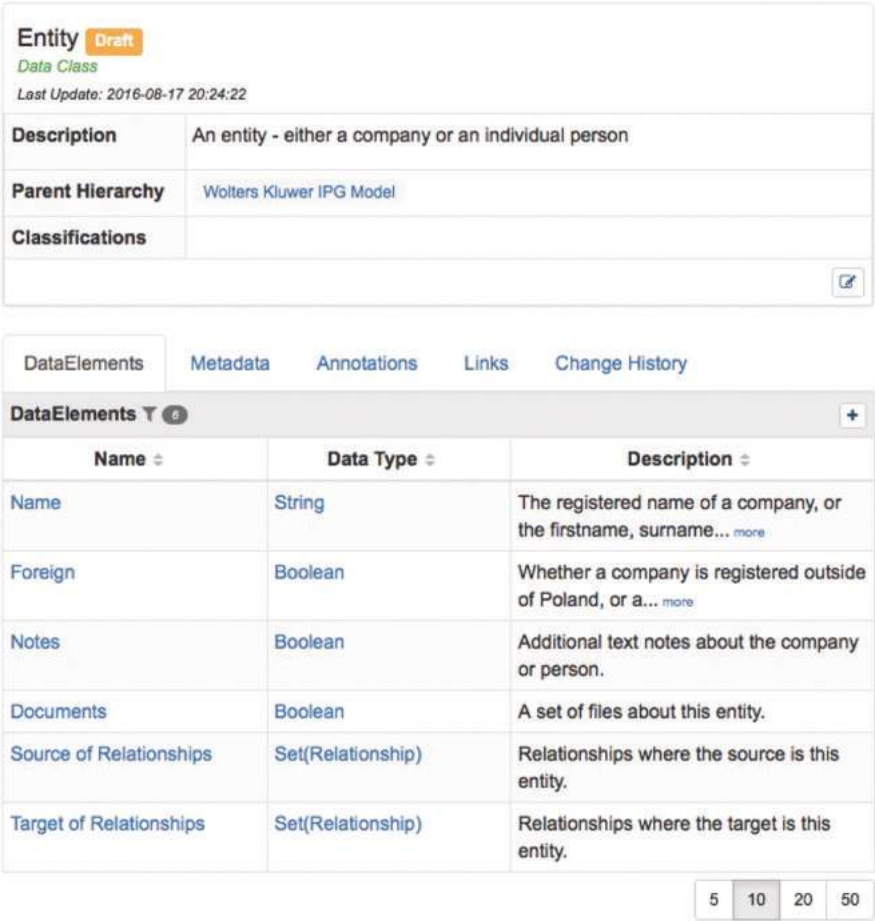 Entity Draft
Data Class
Last Update: 2016-08-17 20:24:22
Description An entity - either a company or an individual person
Parent Hierarchy Wolters Kluwer IPG Model
Classifications
DataElements Metadata Annotations Links Change History
DataElements 6
Name Data Type Description
Name String The registered name of a company, or
the firstname, surname... more
Foreign Boolean Whether a company is registered outside
of Poland, or a... more
Notes Boolean Additional text notes about the company
or person.
Documents Boolean A set of files about this entity.
Source of Relationships Set(Relationship) Relationships where the source is this
entity.
Target of Relationships Set(Relationship) Relationships where the target is this
entity.
5 10 20 50